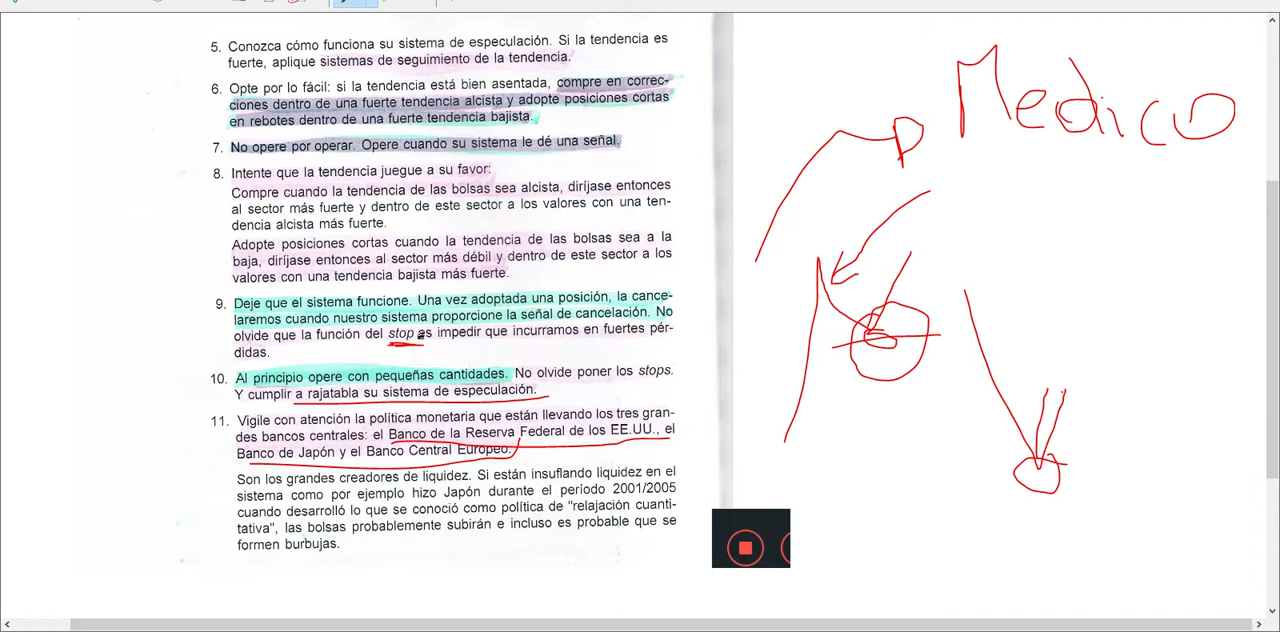 5. Conozca cómo funciona su sistema de especulación. Si la tendencia es
fuerte, aplique sistemas de seguimiento de la tendencia.
6. Opte por lo fácil: si la tendencia está bien asentada, compre en correc-
ciones dentro de una fuerte tendencia alcista y adopte posiciones cortas
en rebotes dentro de una fuerte tendencia bajista.
7. No opere por operar. Opere cuando su sistema le dé una señal.
8. Intente que la tendencia juegue a su favor:
Compre cuando la tendencia de las bolsas sea alcista, diríjase entonces
al sector más fuerte y dentro de este sector a los valores con una ten-
dencia alcista más fuerte.
Adopte posiciones cortas cuando la tendencia de las bolsas sea a la
baja, diríjase entonces al sector más débil y dentro de este sector a los
valores con una tendencia bajista más fuerte.
9. Deje que el sistema funcione. Una vez adoptada una posición, la cance-
laremos cuando nuestro sistema proporcione la señal de cancelación. No
olvide que la función del stop es impedir que incurramos en fuertes pér-
didas.
10. Al principio opere con pequeñas cantidades. No olvide poner los stops.
Y cumplir a rajatabla su sistema de especulación.
11. Vigile con atención la política monetaria que están llevando los tres gran-
des bancos centrales: el Banco de la Reserva Federal de los EE.UU., el
Banco de Japón y el Banco Central Europeo.
Son los grandes creadores de liquidez. Si están insuflando liquidez en el
sistema como por ejemplo hizo Japón durante el período 2001/2005
cuando desarrolló lo que se conoció como política de "relajación cuanti-
tativa", las bolsas probablemente subirán e incluso es probable que se
formen burbujas.
Medico
P